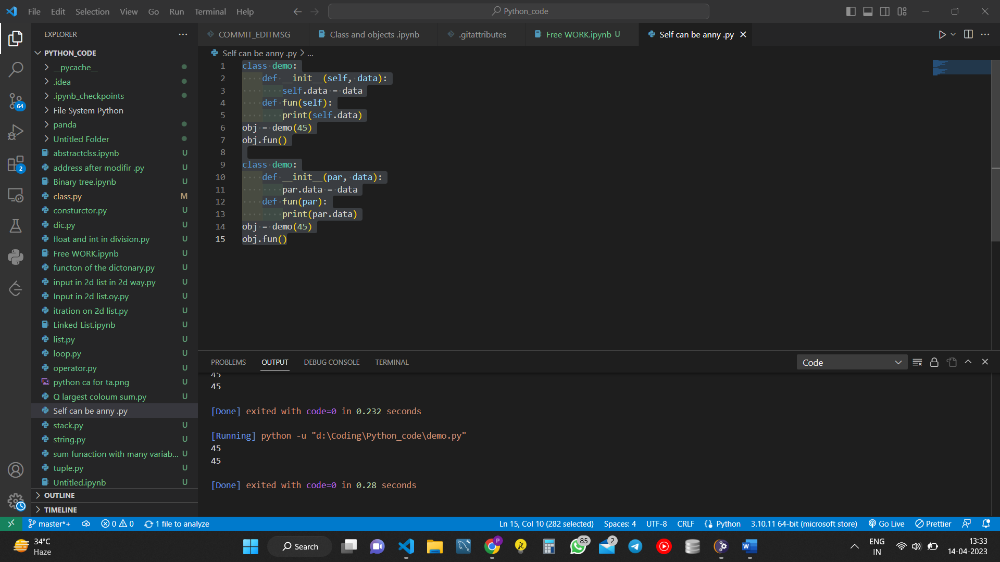 File Edit Selection View Go Run Terminal Help
Python_code
EXPLORER
COMMIT_EDITMSG
Class and objects .ipynb
.gitattributes
Free WORK.ipynb U
Self can be anny .py
PYTHON_CODE
Self can be anny .py > ...
__pycache__
.idea
.ipynb_checkpoints
File System Python
panda
Untitled Folder
abstractclss.ipynb U
address after modifir .py U
Binary tree.ipynb U
class.py M
consturctor.py U
dic.py U
float and int in division.py U
Free WORK.ipynb U
functon of the dictonary.py U
input in 2d list in 2d way.py U
Input in 2d list.oy.py U
itration on 2d list.py U
Linked List.ipynb U
list.py U
loop.py U
operator.py U
python ca for ta.png U
Q largest coloum sum.py U
Self can be anny .py
stack.py U
string.py U
sum funaction with many variab... U
tuple.py U
Untitled.ipynb U
OUTLINE
TIMELINE
64
2
1 class demo:
2 def __init__(self, data):
3 self.data = data
4 def fun(self):
5 print(self.data)
6 obj = demo(45)
7 obj.fun()
8
9 class demo:
10 def __init__(par, data):
11 par.data = data
12 def fun(par):
13 print(par.data)
14 obj = demo(45)
15 obj.fun()
PROBLEMS OUTPUT DEBUG CONSOLE TERMINAL
Code
45
45
[Done] exited with code=0 in 0.232 seconds
[Running] python -u "d:\Coding\Python_code\demo.py"
45
45
[Done] exited with code=0 in 0.28 seconds
master*+ 0 0 1 file to analyze
Ln 15, Col 10 (282 selected) Spaces: 4 UTF-8 CRLF Python 3.10.11 64-bit (microsoft store) Go Live Prettier
34°C
Haze
Search
P
85
2
W
ENG
IN
13:33
14-04-2023